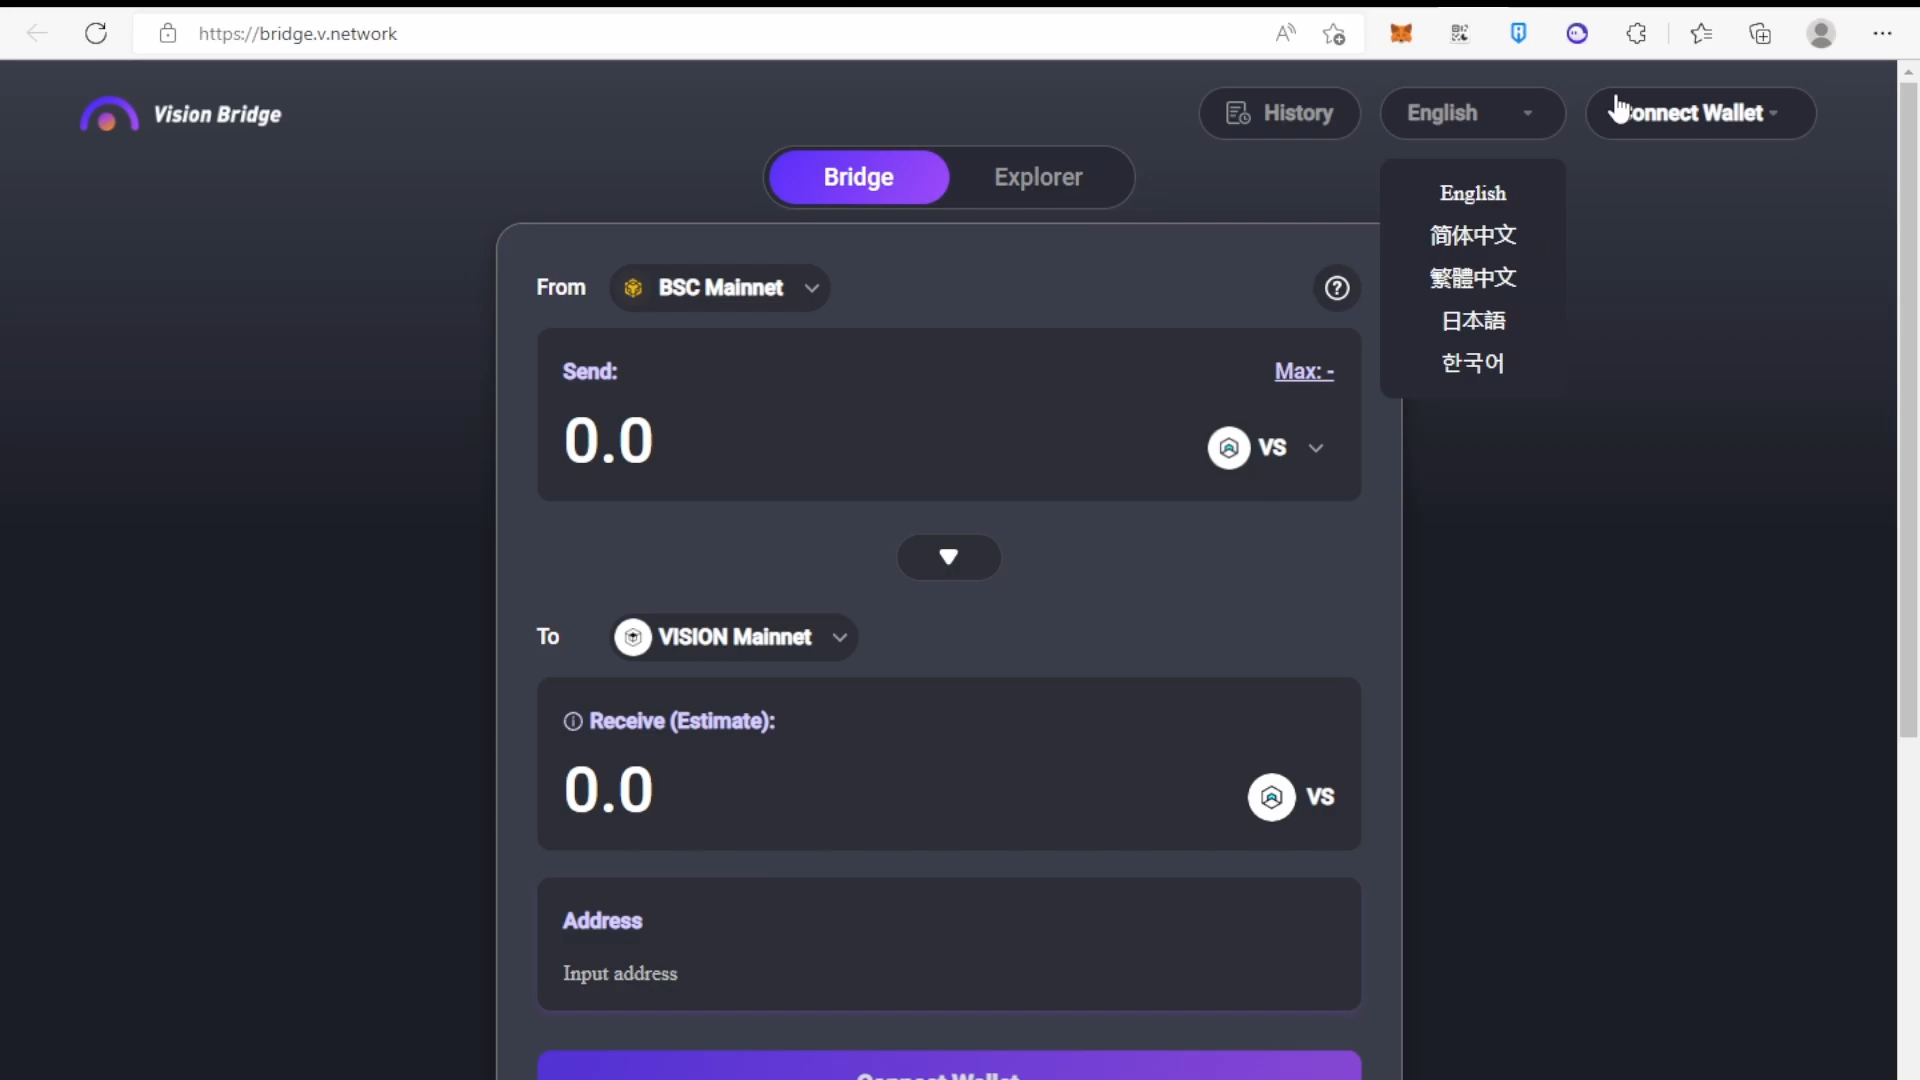 https://bridge.v.network
Vision Bridge
History
English
Connect Wallet
Bridge
Explorer
English
简体中文
繁體中文
日本語
한국어
From
BSC Mainnet
Send:
Max: -
0.0
VS
To
VISION Mainnet
Receive (Estimate):
0.0
VS
Address
Input address
Connect Wallet